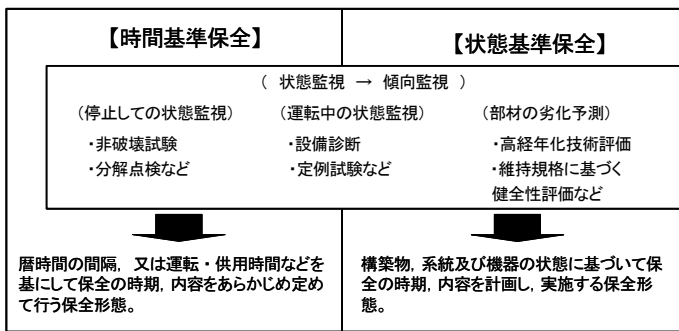 【時間基準保全】
【状態基準保全】
( 状態監視 → 傾向監視 )
(停止しての状態監視)
・非破壊試験
・分解点検など
(運転中の状態監視)
・設備診断
・定例試験など
(部材の劣化予測)
・高経年化技術評価
・維持規格に基づく
健全性評価など
暦時間の間隔, 又は運転・供用時間などを
基にして保全の時期, 内容をあらかじめ定め
て行う保全形態。
構築物, 系統及び機器の状態に基づいて保
全の時期, 内容を計画し, 実施する保全形
態。